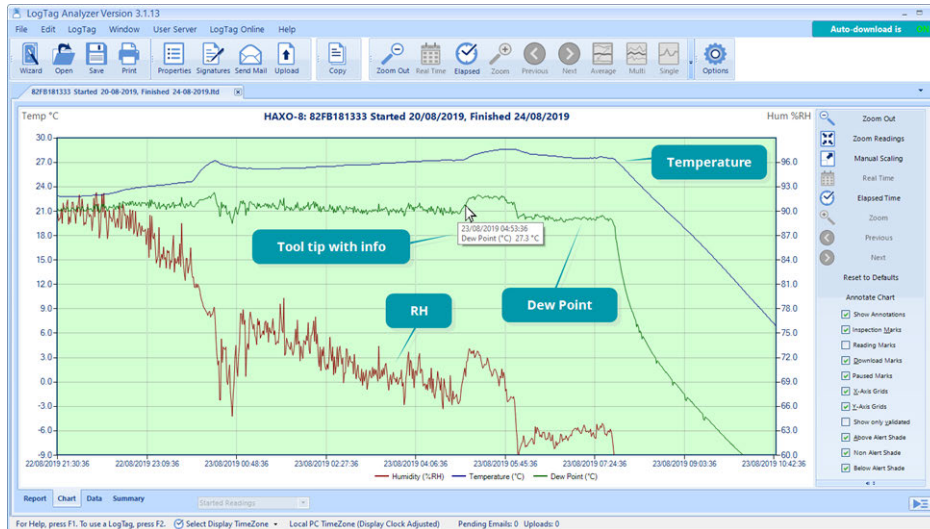 LogTag Analyzer Version 3.1.13
File Edit LogTag Window User Server LogTag Online Help
Auto-download is ON
Wizard Open Save Print Properties Signatures Send Mail Upload Copy Zoom Out Real Time Elapsed Zoom Previous Next Average Multi Single Options
82FB181333 Started 20-08-2019, Finished 24-08-2019.ltd
Temp °C
HAXO-8: 82FB181333 Started 20/08/2019, Finished 24/08/2019
Hum %RH
30.0
27.0
24.0
21.0
18.0
15.0
12.0
9.0
6.0
3.0
0.0
-3.0
-6.0
-9.0
96.0
93.0
90.0
87.0
84.0
81.0
78.0
75.0
72.0
69.0
66.0
63.0
60.0
Temperature
Tool tip with info
23/08/2019 04:53:36
Dew Point (°C) 27.3 °C
RH
Dew Point
22/08/2019 21:30:36 22/08/2019 23:09:36 23/08/2019 00:48:36 23/08/2019 02:27:36 23/08/2019 04:06:36 23/08/2019 05:45:36 23/08/2019 07:24:36 23/08/2019 09:03:36 23/08/2019 10:42:36
Humidity (%RH) Temperature (°C) Dew Point (°C)
Zoom Out
Zoom Readings
Manual Scaling
Real Time
Elapsed Time
Zoom
Previous
Next
Reset to Defaults
Annotate Chart
Show Annotations
Inspection Marks
Reading Marks
Download Marks
Paused Marks
X-Axis Grids
Y-Axis Grids
Show only validated
Above Alert Shade
Non Alert Shade
Below Alert Shade
Report Chart Data Summary
Started Readings
For Help, press F1. To use a LogTag, press F2. Select Display TimeZone Local PC TimeZone (Display Clock Adjusted) Pending Emails: 0 Uploads: 0